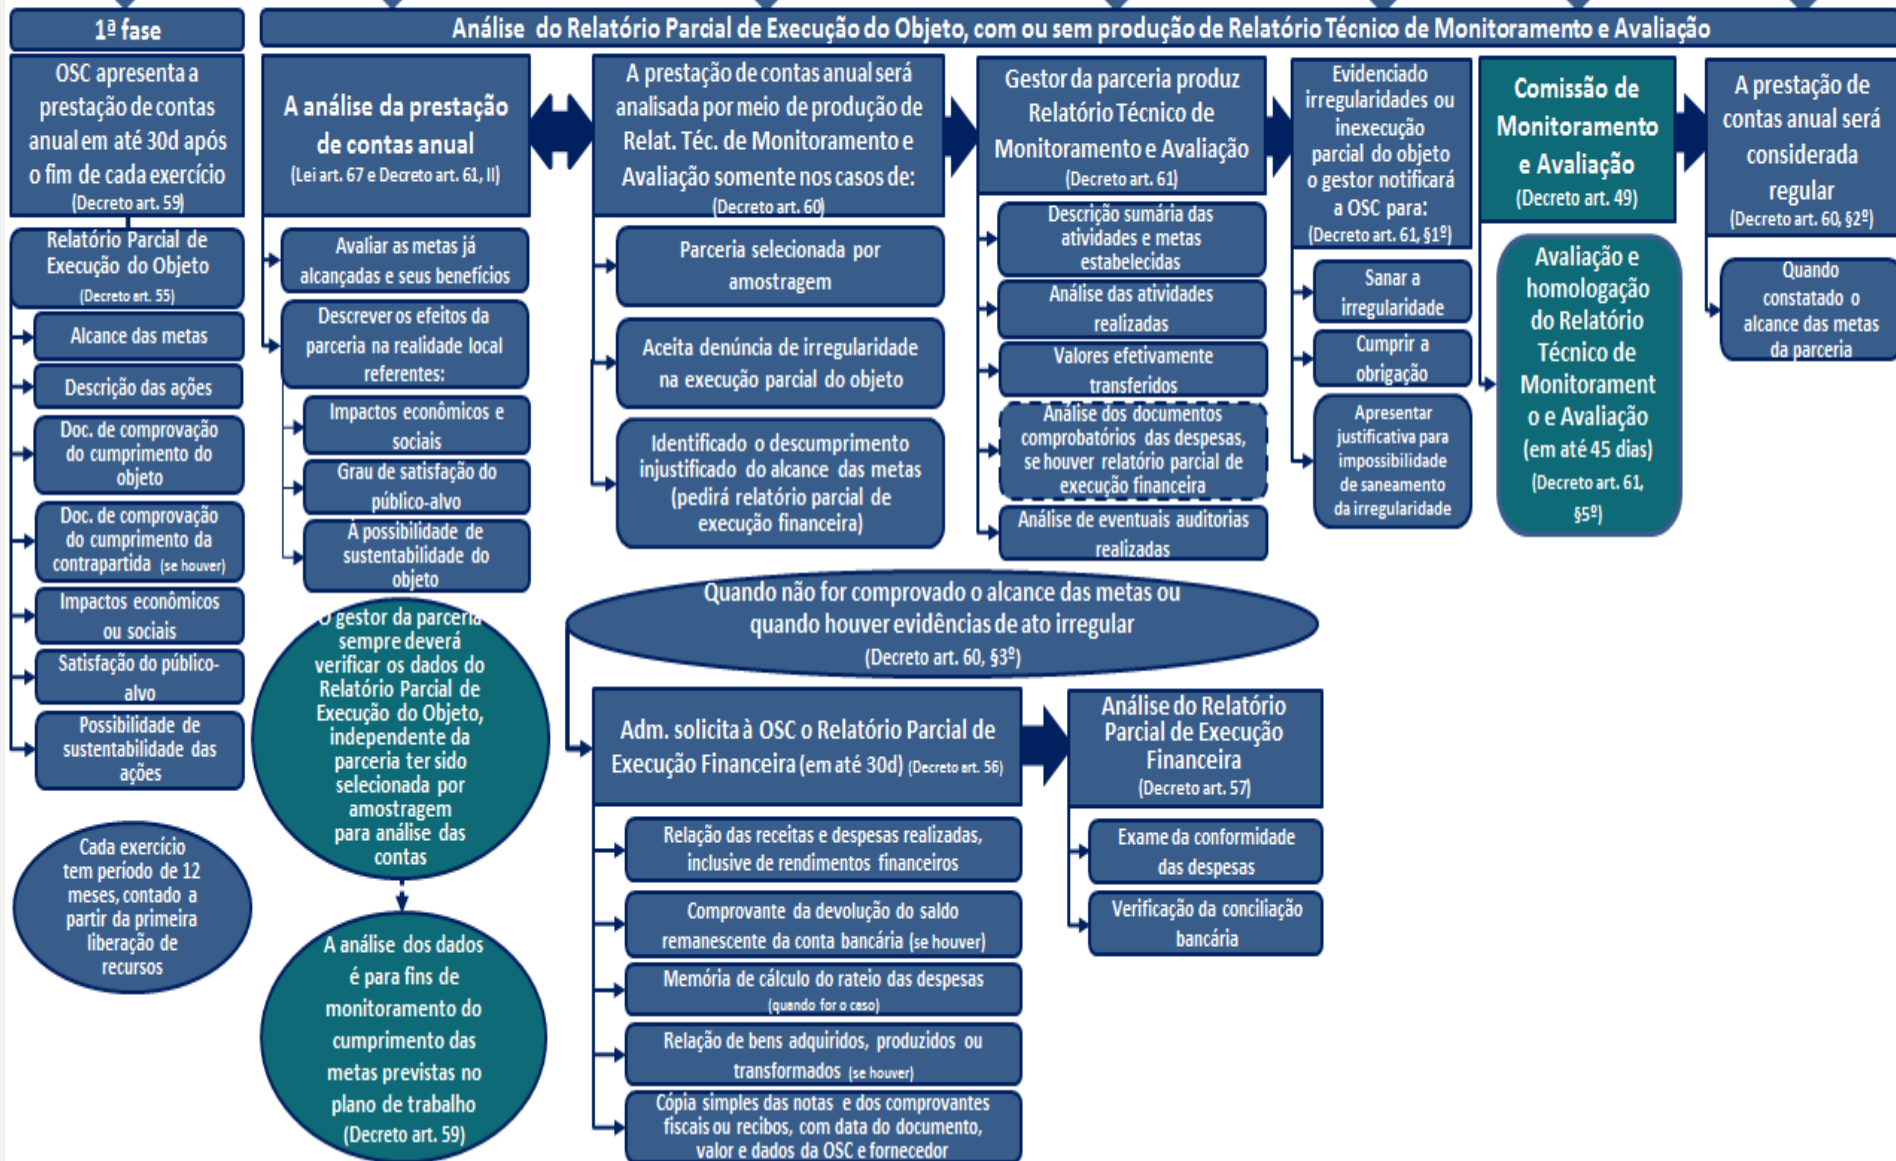 1ª fase
Análise do Relatório Parcial de Execução do Objeto, com ou sem produção de Relatório Técnico de Monitoramento e Avaliação
OSC apresenta a
prestação de contas
anual em até 30d após
o fim de cada exercício
(Decreto art. 59)
Relatório Parcial de
Execução do Objeto
(Decreto art. 55)
Alcance das metas
Descrição das ações
Doc. de comprovação
do cumprimento do
objeto
Doc. de comprovação
do cumprimento da
contrapartida (se houver)
Impactos econômicos
ou sociais
Satisfação do público-
alvo
Possibilidade de
sustentabilidade das
ações
Cada exercício
tem período de 12
meses, contado a
partir da primeira
liberação de
recursos
A análise da prestação
de contas anual
(Lei art. 67 e Decreto art. 61, II)
Avaliar as metas já
alcançadas e seus benefícios
Descrever os efeitos da
parceria na realidade local
referentes:
Impactos econômicos e
sociais
Grau de satisfação do
público-alvo
À possibilidade de
sustentabilidade do
objeto
O gestor da parceria
sempre deverá
verificar os dados do
Relatório Parcial de
Execução do Objeto,
independente da
parceria ter sido
selecionada por
amostragem
para análise das
contas
A análise dos dados
é para fins de
monitoramento do
cumprimento das
metas previstas no
plano de trabalho
(Decreto art. 59)
A prestação de contas anual será
analisada por meio de produção de
Relat. Téc. de Monitoramento e
Avaliação somente nos casos de:
(Decreto art. 60)
Parceria selecionada por
amostragem
Aceita denúncia de irregularidade
na execução parcial do objeto
Identificado o descumprimento
injustificado do alcance das metas
(pedirá relatório parcial de
execução financeira)
Gestor da parceria produz
Relatório Técnico de
Monitoramento e Avaliação
(Decreto art. 61)
Descrição sumária das
atividades e metas
estabelecidas
Análise das atividades
realizadas
Valores efetivamente
transferidos
Análise dos documentos
comprobatórios das despesas,
se houver relatório parcial de
execução financeira
Análise de eventuais auditorias
realizadas
Evidenciado
irregularidades ou
inexecução
parcial do objeto
o gestor notificará
a OSC para:
(Decreto art. 61, §1º)
Sanar a
irregularidade
Cumprir a
obrigação
Apresentar
justificativa para
impossibilidade
de saneamento
da irregularidade
Comissão de
Monitoramento
e Avaliação
(Decreto art. 49)
Avaliação e
homologação
do Relatório
Técnico de
Monitorament
o e Avaliação
(em até 45 dias)
(Decreto art. 61,
§5º)
A prestação de
contas anual será
considerada
regular
(Decreto art. 60, §2º)
Quando
constatado o
alcance das metas
da parceria
Quando não for comprovado o alcance das metas ou
quando houver evidências de ato irregular
(Decreto art. 60, §3º)
Adm. solicita à OSC o Relatório Parcial de
Execução Financeira (em até 30d) (Decreto art. 56)
Relação das receitas e despesas realizadas,
inclusive de rendimentos financeiros
Comprovante da devolução do saldo
remanescente da conta bancária (se houver)
Memória de cálculo do rateio das despesas
(quando for o caso)
Relação de bens adquiridos, produzidos ou
transformados (se houver)
Cópia simples das notas e dos comprovantes
fiscais ou recibos, com data do documento,
valor e dados da OSC e fornecedor
Análise do Relatório
Parcial de Execução
Financeira
(Decreto art. 57)
Exame da conformidade
das despesas
Verificação da conciliação
bancária